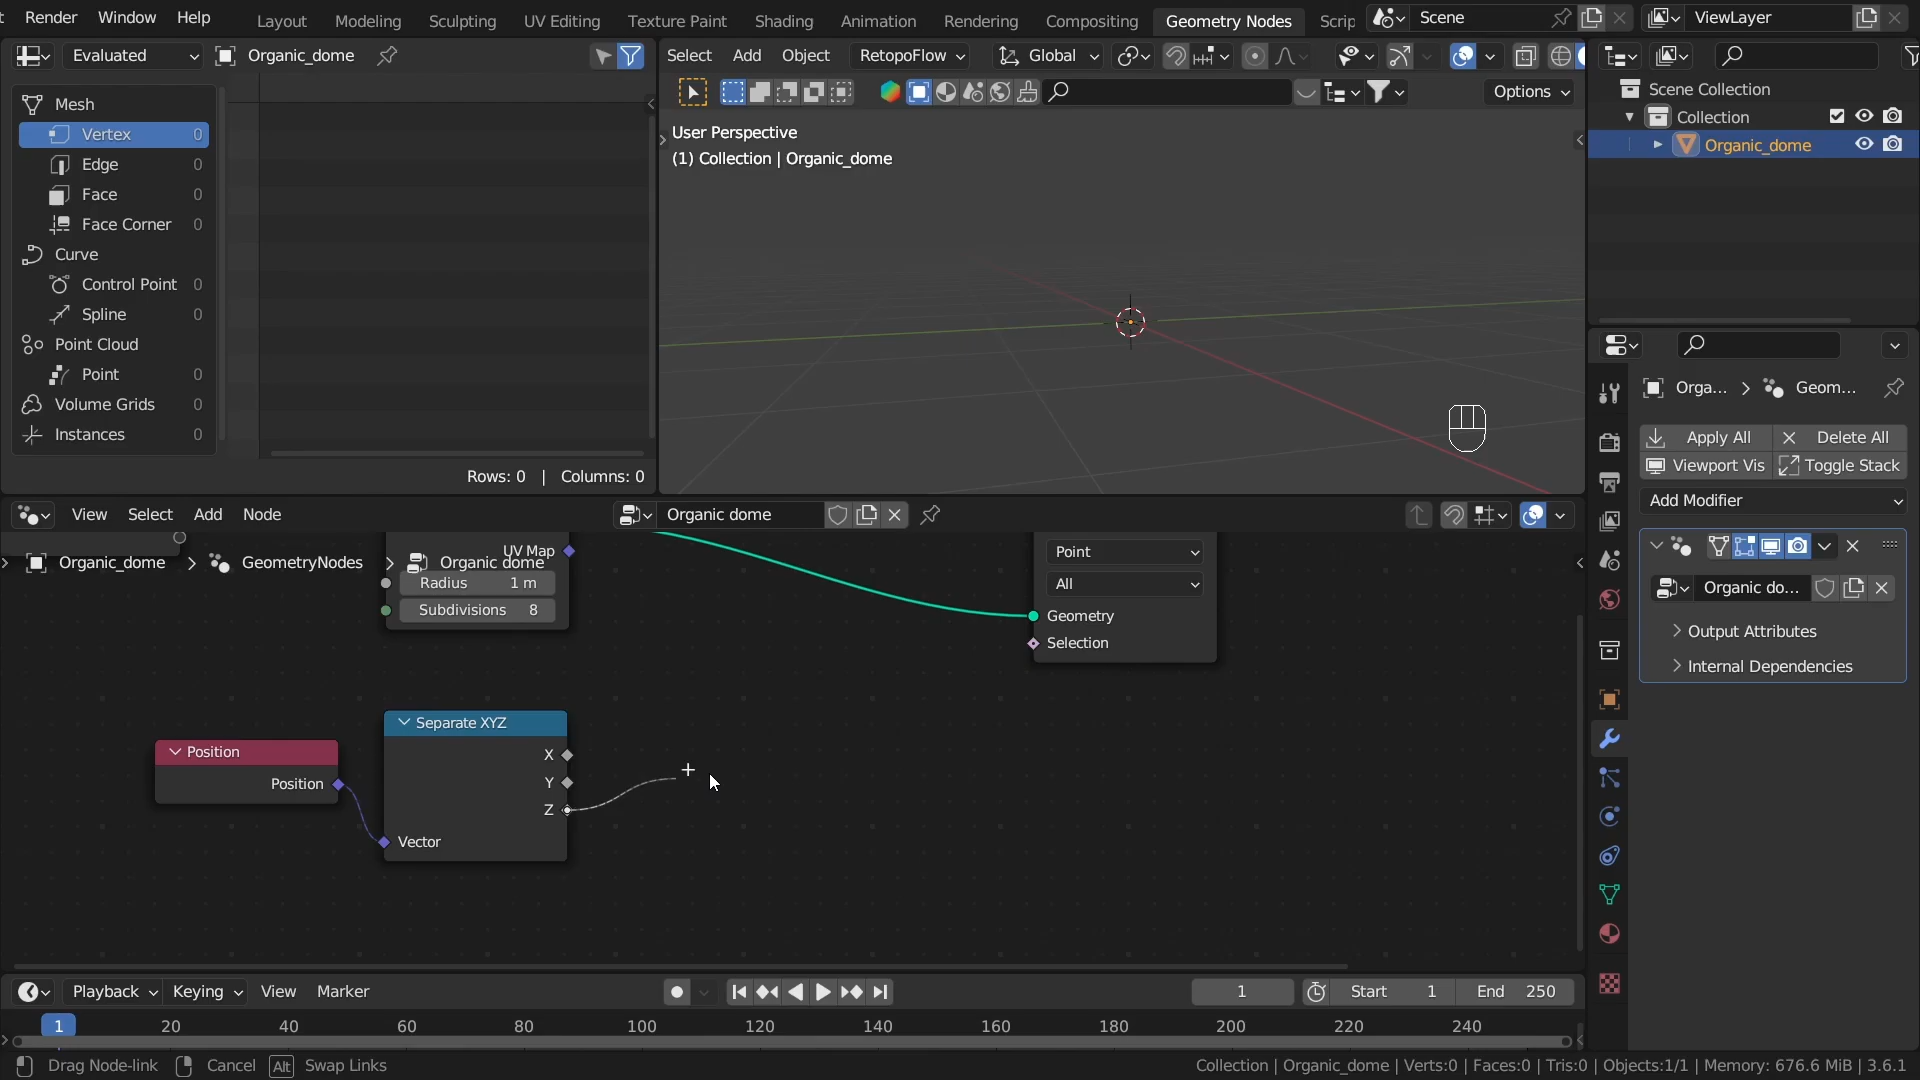 Render Window Help Layout Modeling Sculpting UV Editing Texture Paint Shading Animation Rendering Compositing Geometry Nodes Scrip Scene ViewLayer
Evaluated Organic_dome
Select Add Object RetopoFlow Global
Options
Mesh
Vertex 0
Edge 0
Face 0
Face Corner 0
Curve
Control Point 0
Spline 0
Point Cloud
Point 0
Volume Grids 0
Instances 0
Rows: 0 | Columns: 0
User Perspective
(1) Collection | Organic_dome
Scene Collection
Collection
Organic_dome
Orga... Geom...
Apply All Delete All
Viewport Vis Toggle Stack
Add Modifier
Organic do...
Output Attributes
Internal Dependencies
View Select Add Node Organic dome
Organic_dome GeometryNodes Organic dome
UV Map
Radius 1 m
Subdivisions 8
Point
All
Geometry
Selection
Position
Position
Separate XYZ
X
Y
Z
Vector
Playback Keying View Marker 1 Start 1 End 250
1 20 40 60 80 100 120 140 160 180 200 220 240
Drag Node-link Cancel Alt Swap Links Collection | Organic_dome | Verts:0 | Faces:0 | Tris:0 | Objects:1/1 | Memory: 676.6 MiB | 3.6.1